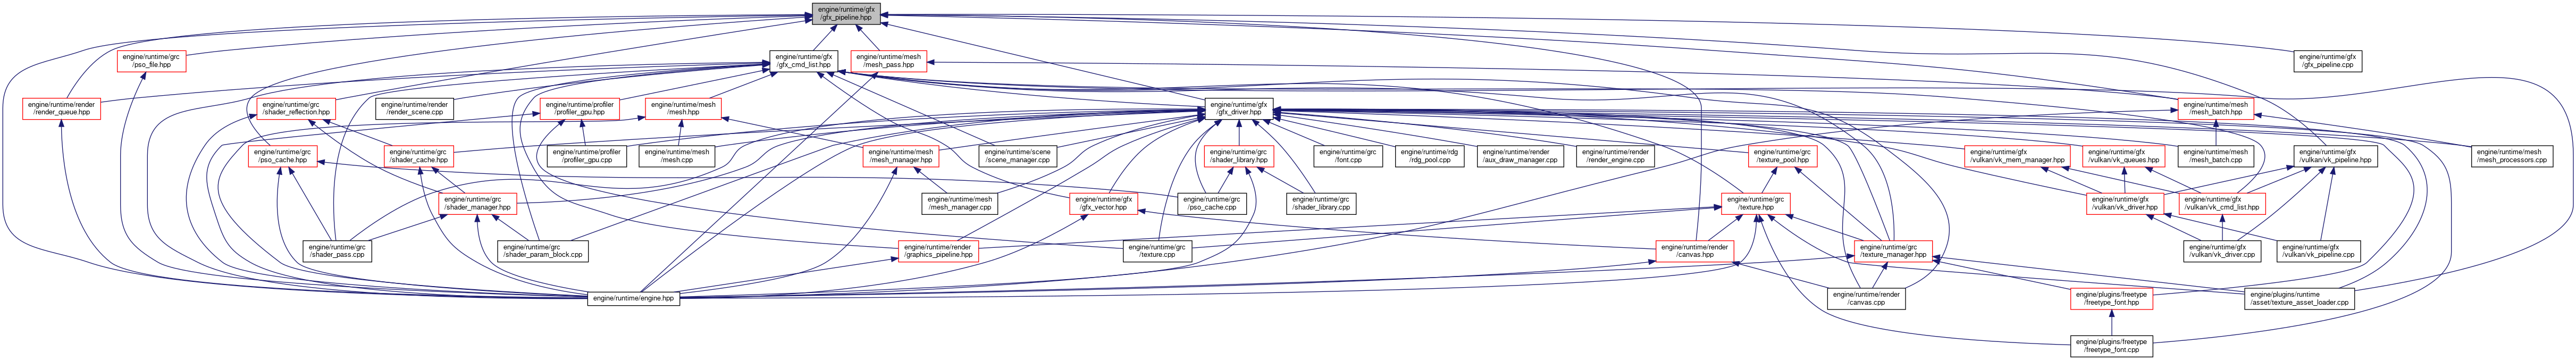 engine/runtime/gfx
/gfx_pipeline.hpp
engine/runtime/grc
/pso_file.hpp
engine/runtime/gfx
/gfx_cmd_list.hpp
engine/runtime/mesh
/mesh_pass.hpp
engine/runtime/gfx
/gfx_pipeline.cpp
engine/runtime/render
/render_queue.hpp
engine/runtime/grc
/shader_reflection.hpp
engine/runtime/render
/render_scene.cpp
engine/runtime/profiler
/profiler_gpu.hpp
engine/runtime/mesh
/mesh.hpp
engine/runtime/gfx
/gfx_driver.hpp
engine/runtime/mesh
/mesh_batch.hpp
engine/runtime/grc
/pso_cache.hpp
engine/runtime/grc
/shader_cache.hpp
engine/runtime/profiler
/profiler_gpu.cpp
engine/runtime/mesh
/mesh.cpp
engine/runtime/mesh
/mesh_manager.hpp
engine/runtime/scene
/scene_manager.cpp
engine/runtime/grc
/shader_library.hpp
engine/runtime/grc
/font.cpp
engine/runtime/rdg
/rdg_pool.cpp
engine/runtime/render
/aux_draw_manager.cpp
engine/runtime/render
/render_engine.cpp
engine/runtime/grc
/texture_pool.hpp
engine/runtime/gfx
/vulkan/vk_mem_manager.hpp
engine/runtime/gfx
/vulkan/vk_queues.hpp
engine/runtime/mesh
/mesh_batch.cpp
engine/runtime/gfx
/vulkan/vk_pipeline.hpp
engine/runtime/mesh
/mesh_processors.cpp
engine/runtime/grc
/shader_manager.hpp
engine/runtime/mesh
/mesh_manager.cpp
engine/runtime/gfx
/gfx_vector.hpp
engine/runtime/grc
/pso_cache.cpp
engine/runtime/grc
/shader_library.cpp
engine/runtime/grc
/texture.hpp
engine/runtime/gfx
/vulkan/vk_driver.hpp
engine/runtime/gfx
/vulkan/vk_cmd_list.hpp
engine/runtime/grc
/shader_pass.cpp
engine/runtime/grc
/shader_param_block.cpp
engine/runtime/render
/graphics_pipeline.hpp
engine/runtime/grc
/texture.cpp
engine/runtime/render
/canvas.hpp
engine/runtime/grc
/texture_manager.hpp
engine/runtime/gfx
/vulkan/vk_driver.cpp
engine/runtime/gfx
/vulkan/vk_pipeline.cpp
engine/runtime/engine.hpp
engine/runtime/render
/canvas.cpp
engine/plugins/freetype
/freetype_font.hpp
engine/plugins/runtime
/asset/texture_asset_loader.cpp
engine/plugins/freetype
/freetype_font.cpp